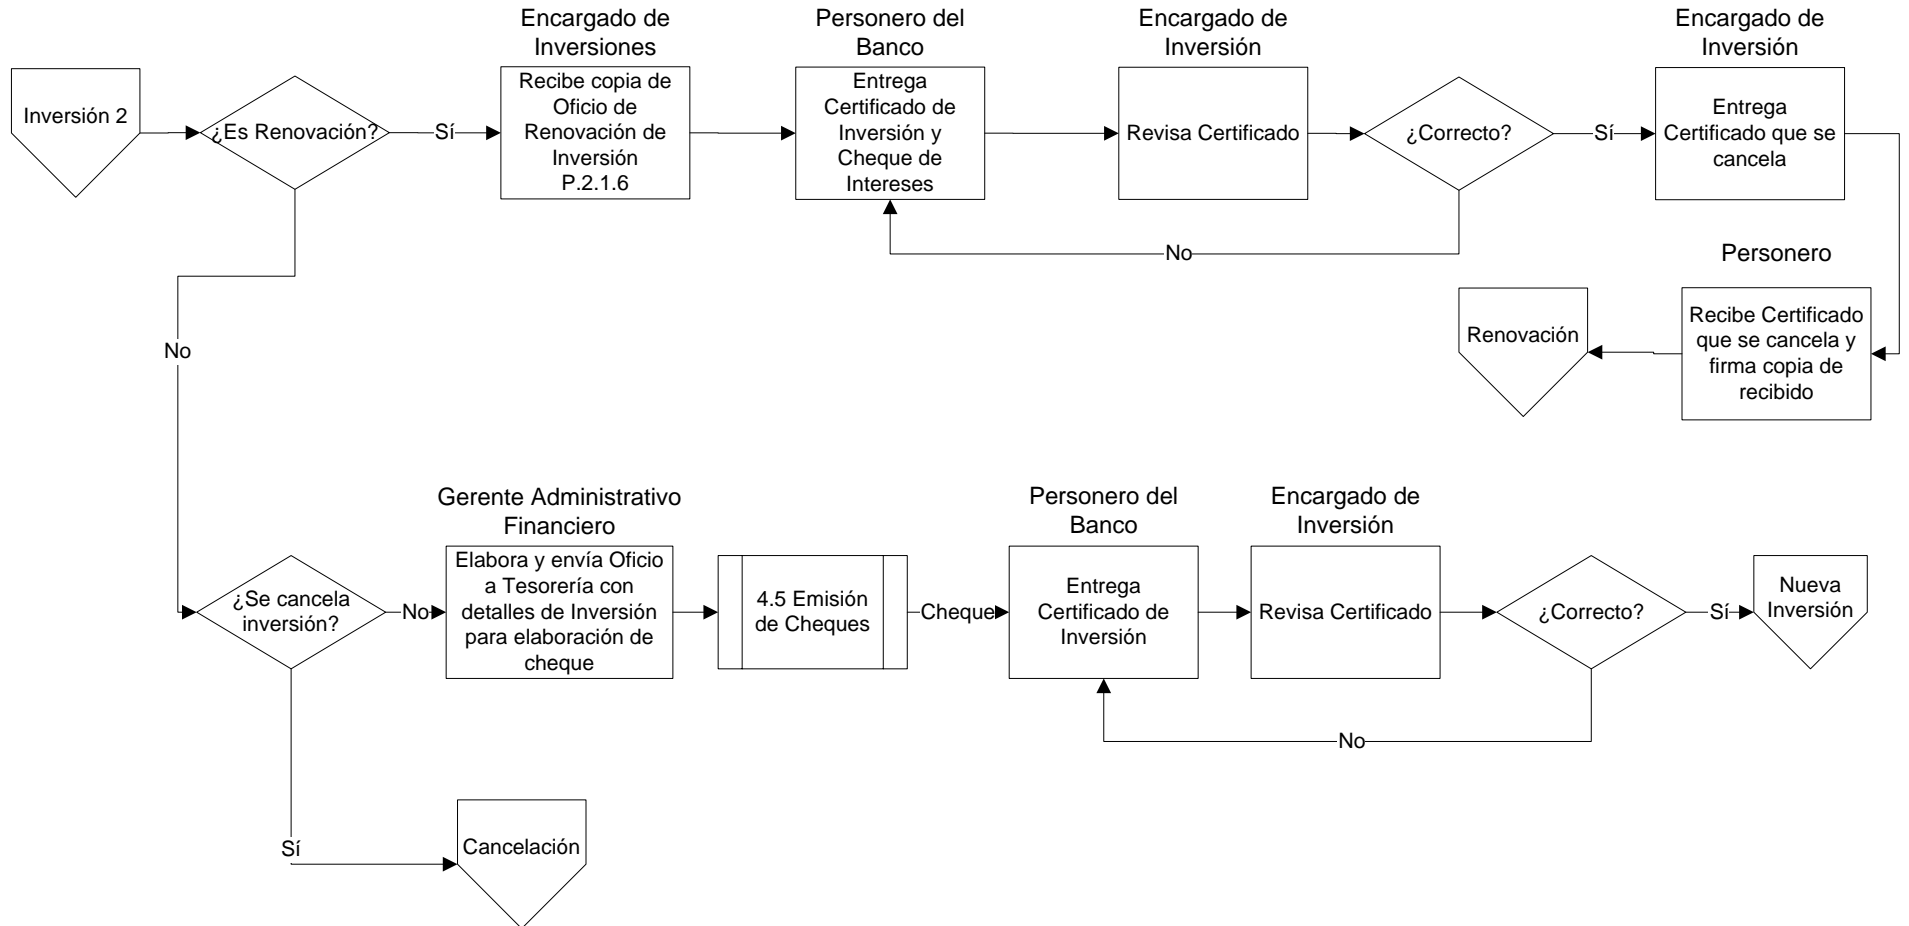 Encargado de
Inversiones
Personero del
Banco
Encargado de
Inversión
Encargado de
Inversión
Inversión 2
¿Es Renovación?
Sí
Recibe copia de
Oficio de
Renovación de
Inversión
P.2.1.6
Entrega
Certificado de
Inversión y
Cheque de
Intereses
Revisa Certificado
¿Correcto?
Sí
Entrega
Certificado que se
cancela
No
Personero
Renovación
Recibe Certificado
que se cancela y
firma copia de
recibido
No
Gerente Administrativo
Financiero
Personero del
Banco
Encargado de
Inversión
¿Se cancela
inversión?
No
Elabora y envía Oficio
a Tesorería con
detalles de Inversión
para elaboración de
cheque
4.5 Emisión
de Cheques
Cheque
Entrega
Certificado de
Inversión
Revisa Certificado
¿Correcto?
Sí
Nueva
Inversión
No
Sí
Cancelación